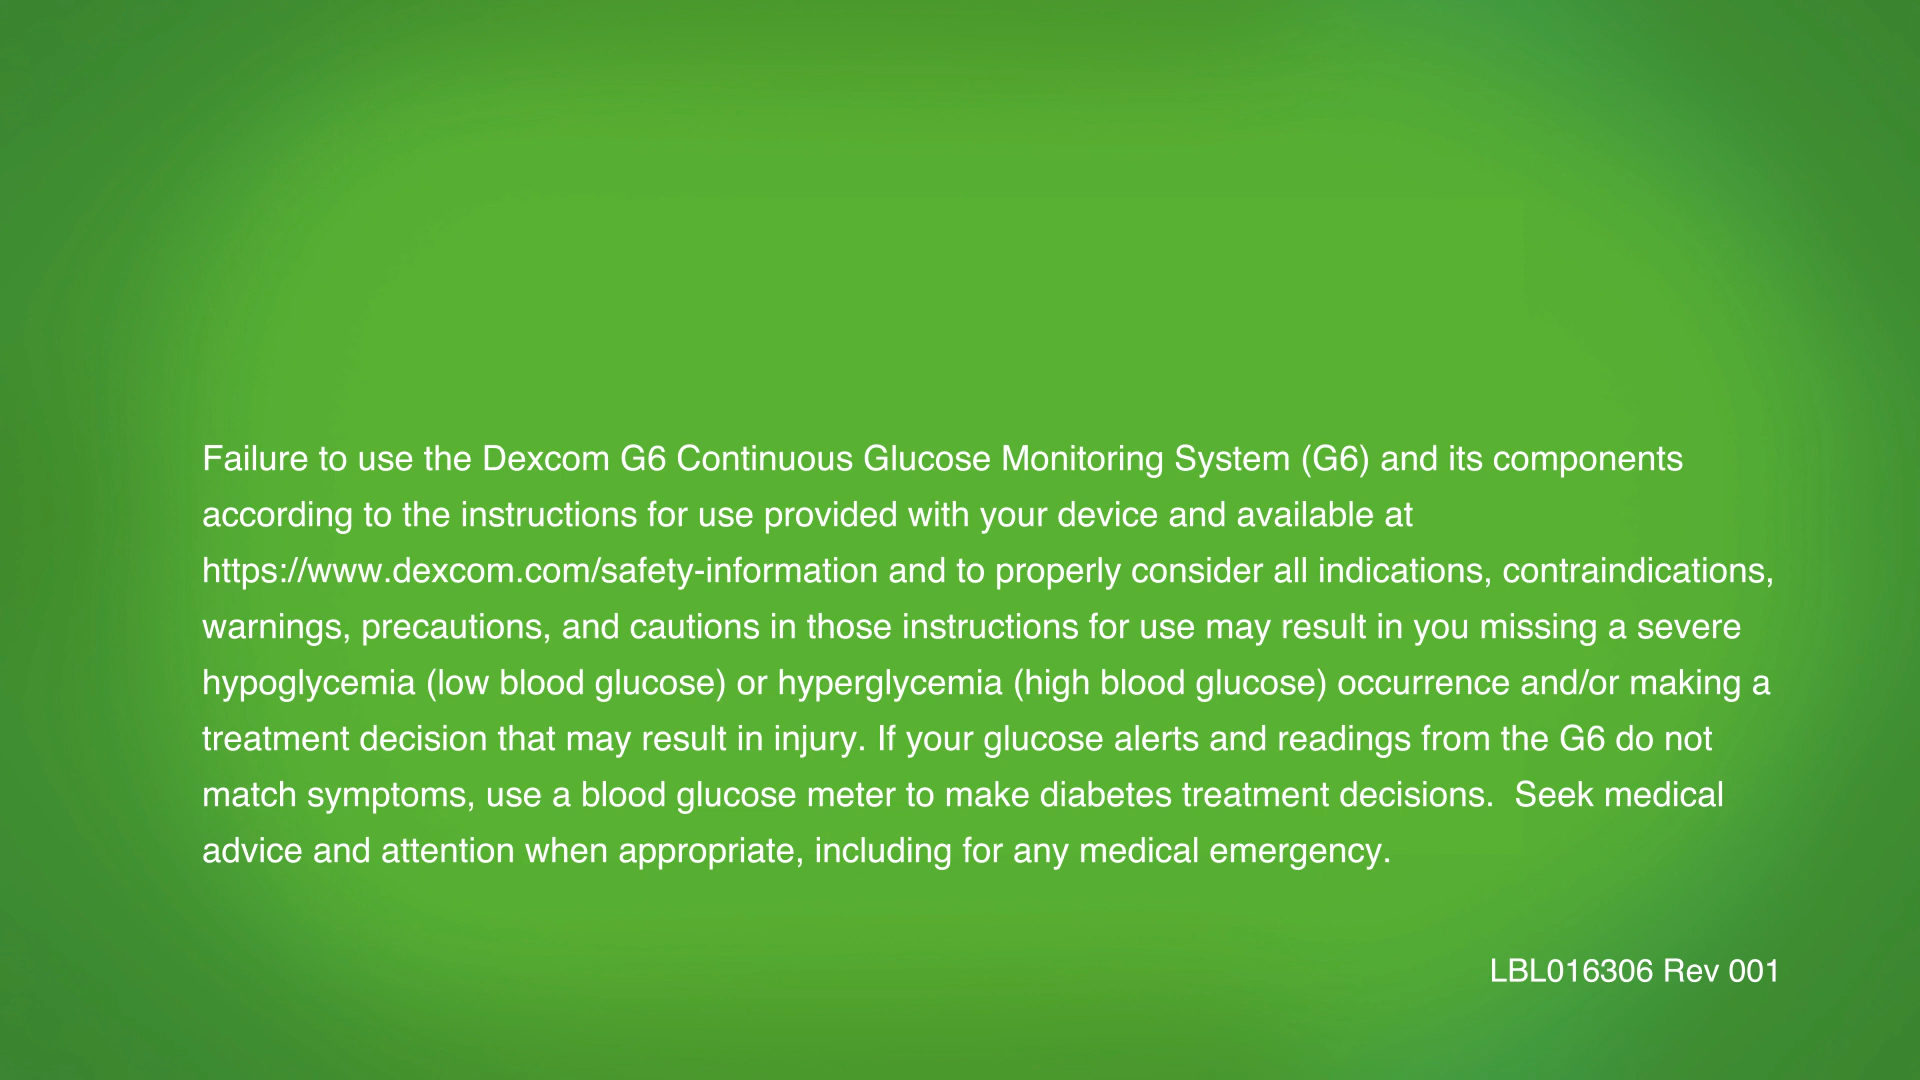 Failure to use the Dexcom G6 Continuous Glucose Monitoring System (G6) and its components
according to the instructions for use provided with your device and available at
https://www.dexcom.com/safety-information and to properly consider all indications, contraindications,
warnings, precautions, and cautions in those instructions for use may result in you missing a severe
hypoglycemia (low blood glucose) or hyperglycemia (high blood glucose) occurrence and/or making a
treatment decision that may result in injury. If your glucose alerts and readings from the G6 do not
match symptoms, use a blood glucose meter to make diabetes treatment decisions.  Seek medical
advice and attention when appropriate, including for any medical emergency.
LBL016306 Rev 001